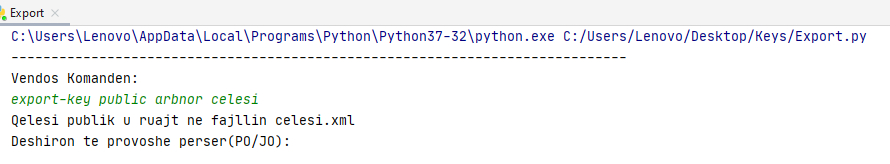 Export
C:\Users\Lenovo\AppData\Local\Programs\Python\Python37-32\python.exe C:/Users/Lenovo/Desktop/Keys/Export.py
---------------------------------------------------------------------------
Vendos Komanden:
export-key public arbnor celesi
Qelesi publik u ruajt ne fajllin celesi.xml
Deshiron te provoshe perser(PO/JO):